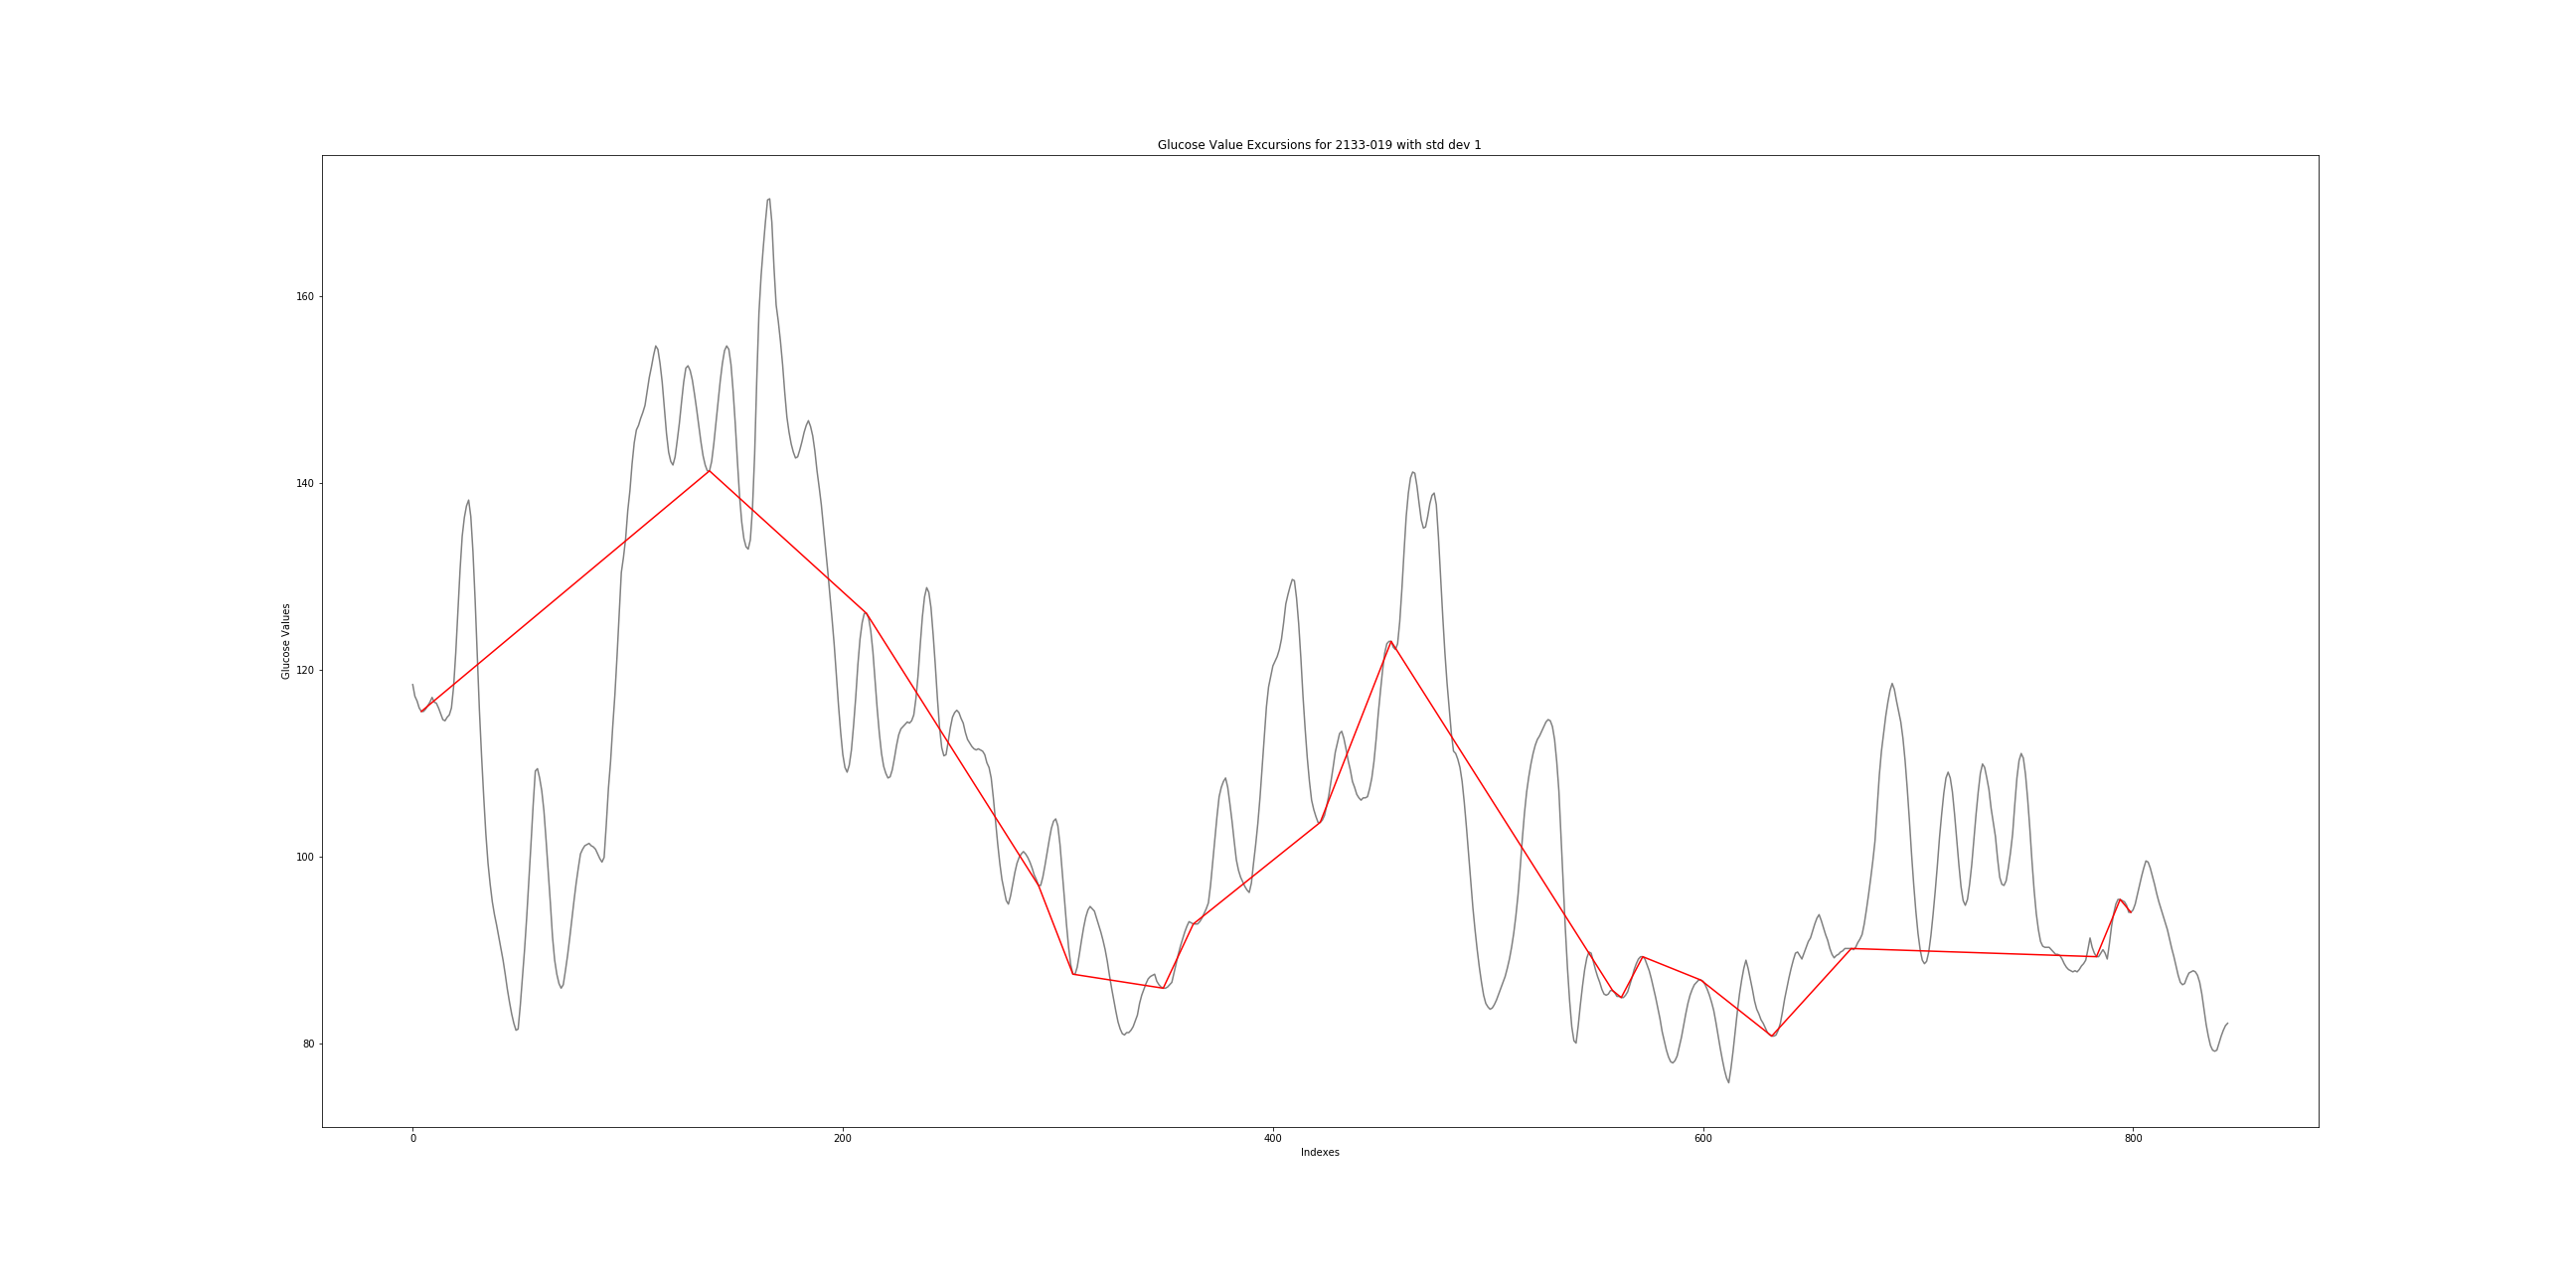 Glucose Value Excursions for 2133-019 with std dev 1
Glucose Values
160
140
120
100
80
0 200 400 600 800
Indexes